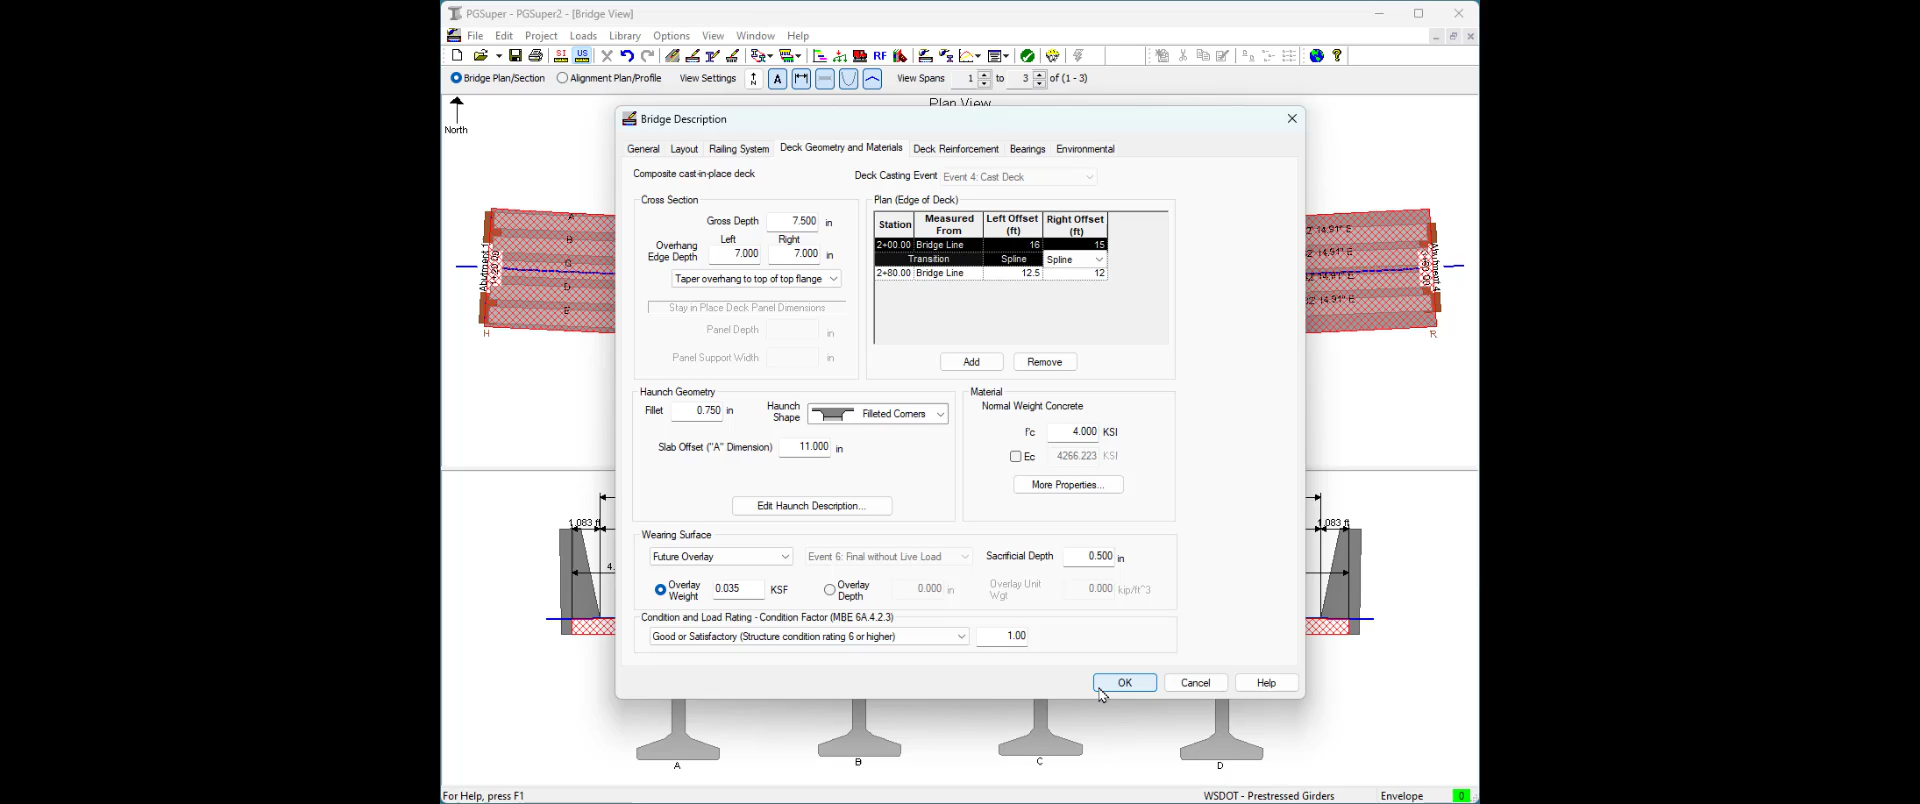 PGSuper - PGSuper2 - [Bridge View]
File Edit Project Loads Library Options View Window Help
SI US RF
Bridge Plan/Section Alignment Plan/Profile View Settings A View Spans 1 to 3 of (1 - 3)
Plan View
North
Bridge Description
General Layout Railing System Deck Geometry and Materials Deck Reinforcement Bearings Environmental
Composite cast-in-place deck
Deck Casting Event Event 4: Cast Deck
Cross Section
Gross Depth 7.500 in
Left Right
Overhang Edge Depth 7.000 7.000 in
Taper overhang to top of top flange
Stay in Place Deck Panel Dimensions
Panel Depth in
Panel Support Width in
Plan (Edge of Deck)
Station Measured From Left Offset (ft) Right Offset (ft)
2+00.00 Bridge Line 16 15
Transition Spline Spline
2+80.00 Bridge Line 12.5 12
Add Remove
Haunch Geometry
Fillet 0.750 in Haunch Shape Filleted Corners
Slab Offset ("A" Dimension) 11.000 in
Edit Haunch Description...
Material
Normal Weight Concrete
f'c 4.000 KSI
Ec 4266.223 KSI
More Properties...
Wearing Surface
Future Overlay Event 6: Final without Live Load Sacrificial Depth 0.500 in
Overlay Weight 0.035 KSF Overlay Depth 0.000 in Overlay Unit Wgt 0.000 kip/ft^3
Condition and Load Rating - Condition Factor (MBE 6A.4.2.3)
Good or Satisfactory (Structure condition rating 6 or higher) 1.00
OK Cancel Help
A
B
C
D
E
Abutment 1
H
R
1.083 ft
4.
1.083 ft
A B C D
For Help, press F1
WSDOT - Prestressed Girders Envelope 0